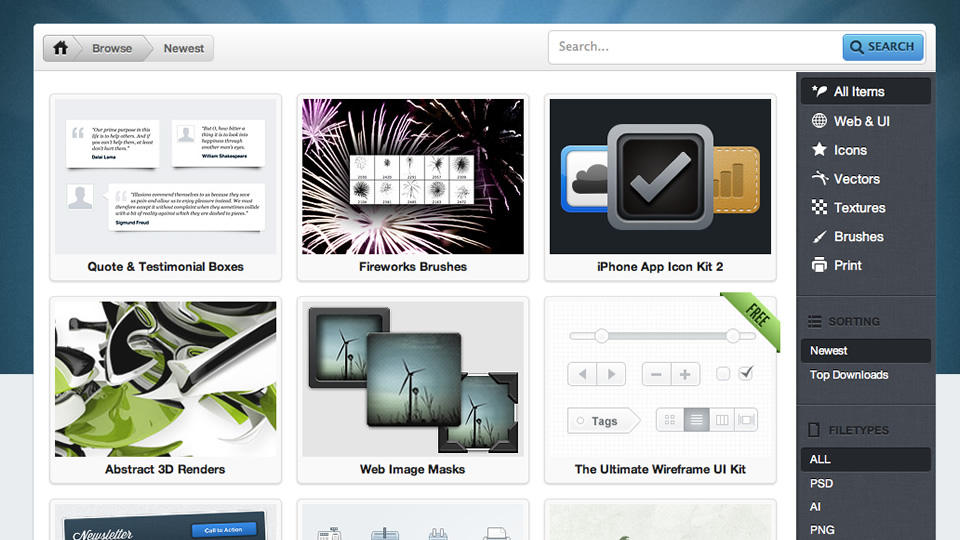 Browse
Newest
Search...
SEARCH
"Our prime purpose in this
life is to help others. And if
you can't help them, at least
don't hurt them."
Dalai Lama
"But O, how bitter a
thing it is to look into
happiness through
another man's eyes.
William Shakespeare
"Illusions commend themselves to us because they save
us pain and allow us to enjoy pleasure instead. We must
therefore accept it without complaint when they sometimes collide
with a bit of reality against which they are dashed to pieces."
Sigmund Freud
Quote & Testimonial Boxes
Fireworks Brushes
iPhone App Icon Kit 2
FREE
Tags
Abstract 3D Renders
Web Image Masks
The Ultimate Wireframe UI Kit
Newsletter
Call to Action
All Items
Web & UI
Icons
Vectors
Textures
Brushes
Print
SORTING
Newest
Top Downloads
FILETYPES
ALL
PSD
AI
PNG